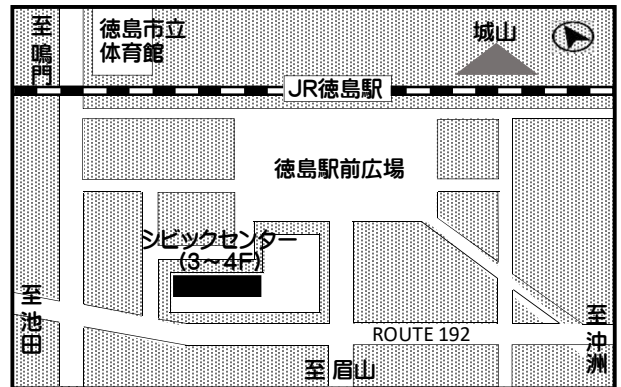 至鳴門
徳島市立
体育館
城山
JR徳島駅
徳島駅前広場
シビックセンター
(3～4F)
至池田
ROUTE 192
至沖洲
至眉山